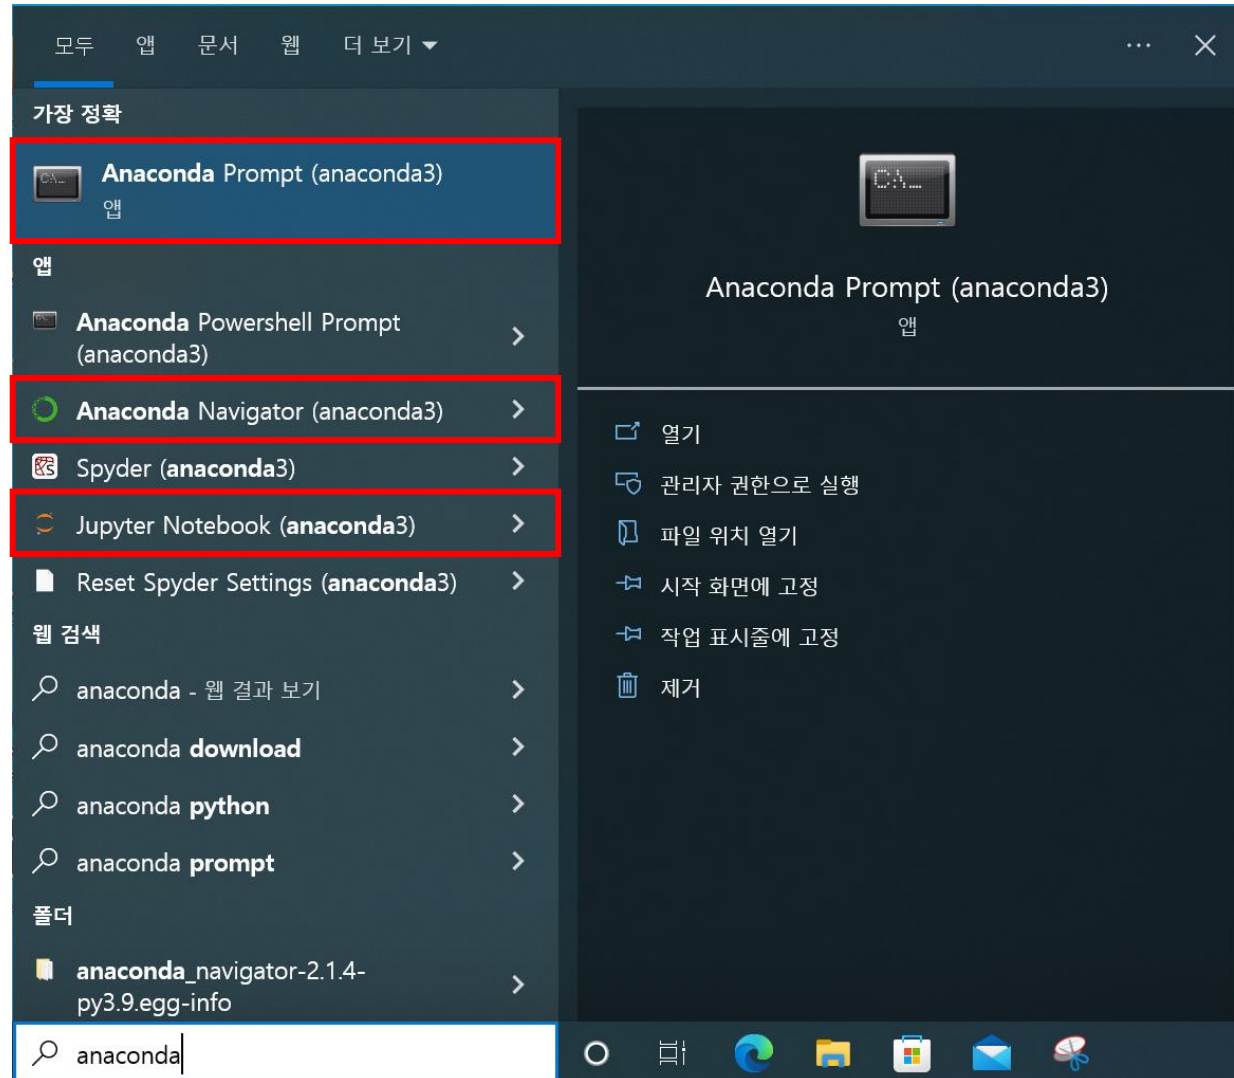 모두 앱 문서 웹 더 보기
가장 정확
Anaconda Prompt (anaconda3)
앱
앱
Anaconda Powershell Prompt
(anaconda3)
Anaconda Navigator (anaconda3)
Spyder (anaconda3)
Jupyter Notebook (anaconda3)
Reset Spyder Settings (anaconda3)
웹 검색
anaconda - 웹 결과 보기
anaconda download
anaconda python
anaconda prompt
폴더
anaconda_navigator-2.1.4-
py3.9.egg-info
anaconda
C:\_
Anaconda Prompt (anaconda3)
앱
열기
관리자 권한으로 실행
파일 위치 열기
시작 화면에 고정
작업 표시줄에 고정
제거